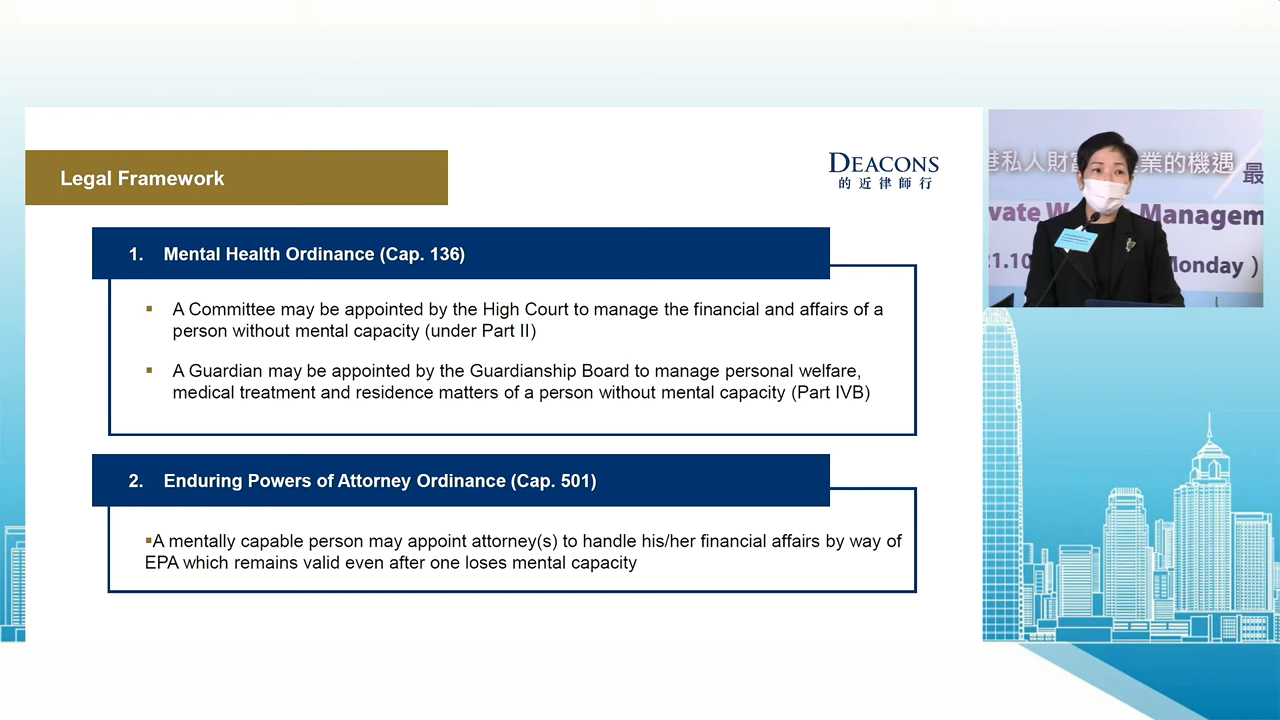 Legal Framework
DEACONS
的近律師行
1. Mental Health Ordinance (Cap. 136)
▪ A Committee may be appointed by the High Court to manage the financial and affairs of a
person without mental capacity (under Part II)
▪ A Guardian may be appointed by the Guardianship Board to manage personal welfare,
medical treatment and residence matters of a person without mental capacity (Part IVB)
2. Enduring Powers of Attorney Ordinance (Cap. 501)
▪A mentally capable person may appoint attorney(s) to handle his/her financial affairs by way of
EPA which remains valid even after one loses mental capacity
港私人財 業的機遇
最
vate W Managem
21.10 Monday )